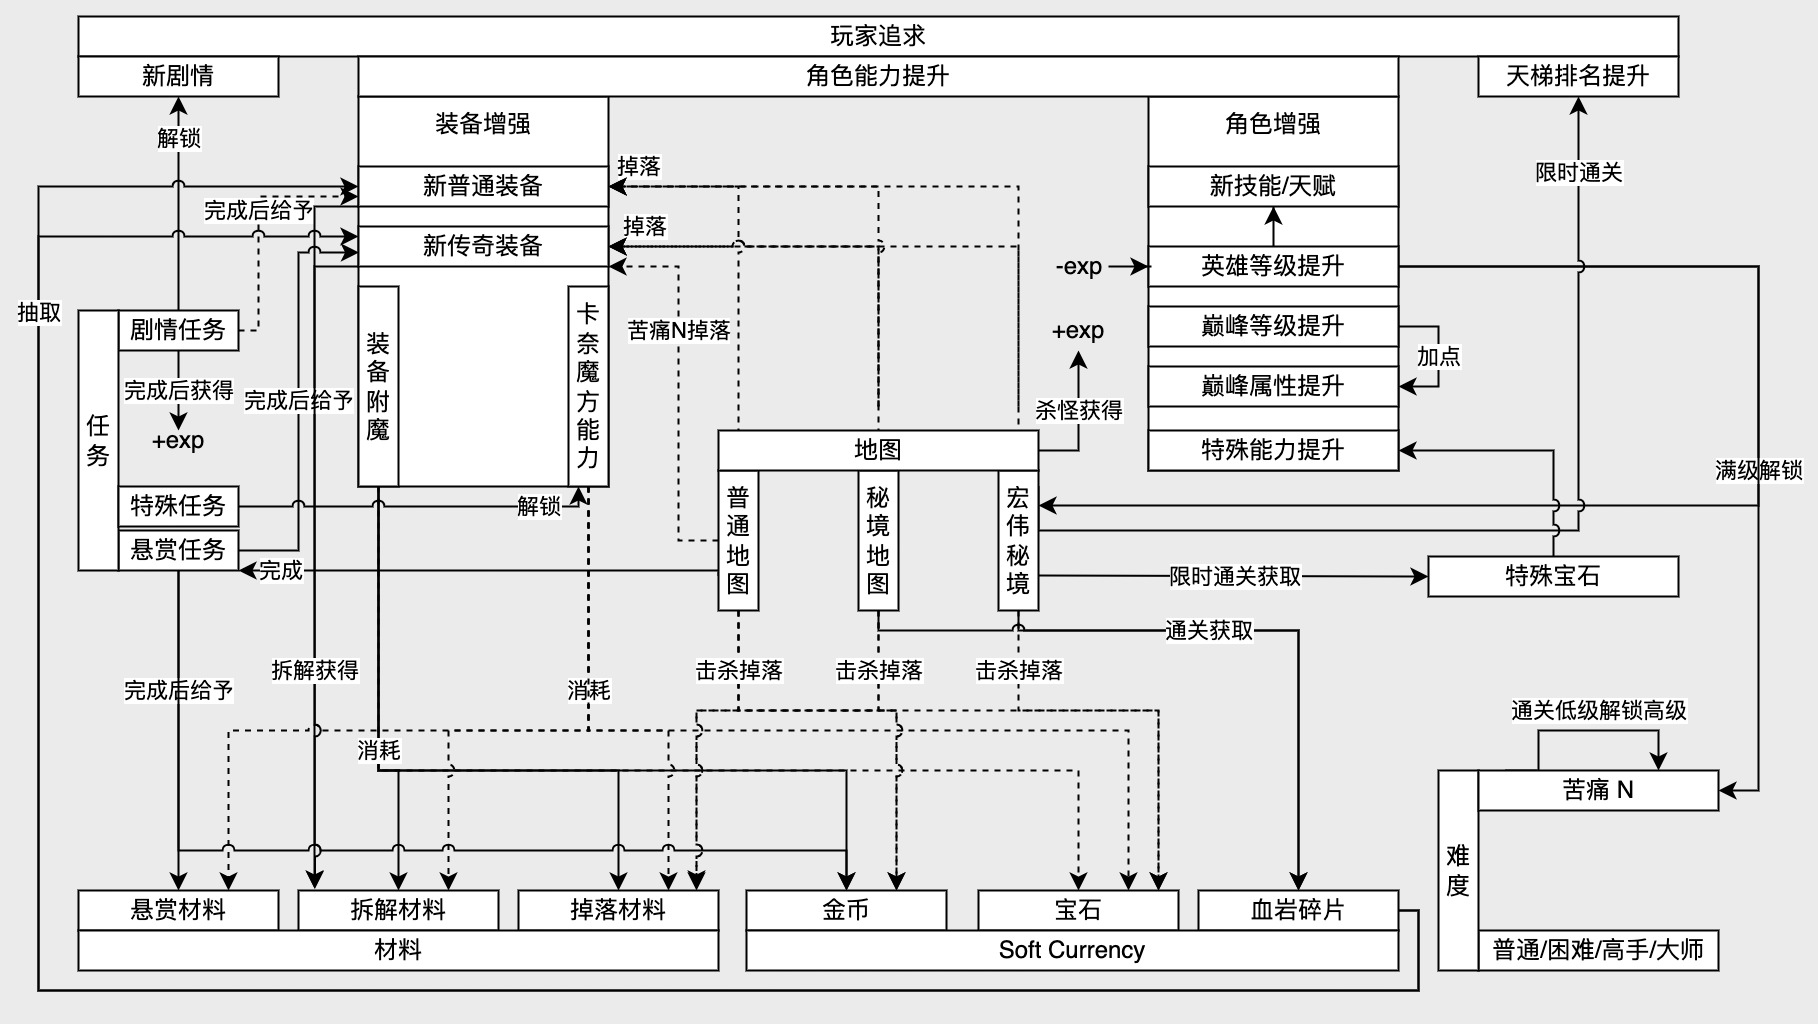 玩家追求
新剧情
角色能力提升
天梯排名提升
解锁
装备增强
角色增强
掉落
限时通关
新普通装备
新技能/天赋
完成后给予
掉落
新传奇装备
-exp
英雄等级提升
抽取
剧情任务
装备附魔
卡奈魔方能力
苦痛N掉落
+exp
巅峰等级提升
加点
完成后获得
完成后给予
巅峰属性提升
杀怪获得
任务
+exp
地图
特殊能力提升
满级解锁
特殊任务
解锁
普通地图
秘境地图
宏伟秘境
悬赏任务
完成
限时通关获取
特殊宝石
通关获取
拆解获得
击杀掉落
击杀掉落
击杀掉落
完成后给予
消耗
通关低级解锁高级
消耗
苦痛 N
难度
悬赏材料
拆解材料
掉落材料
金币
宝石
血岩碎片
材料
Soft Currency
普通/困难/高手/大师